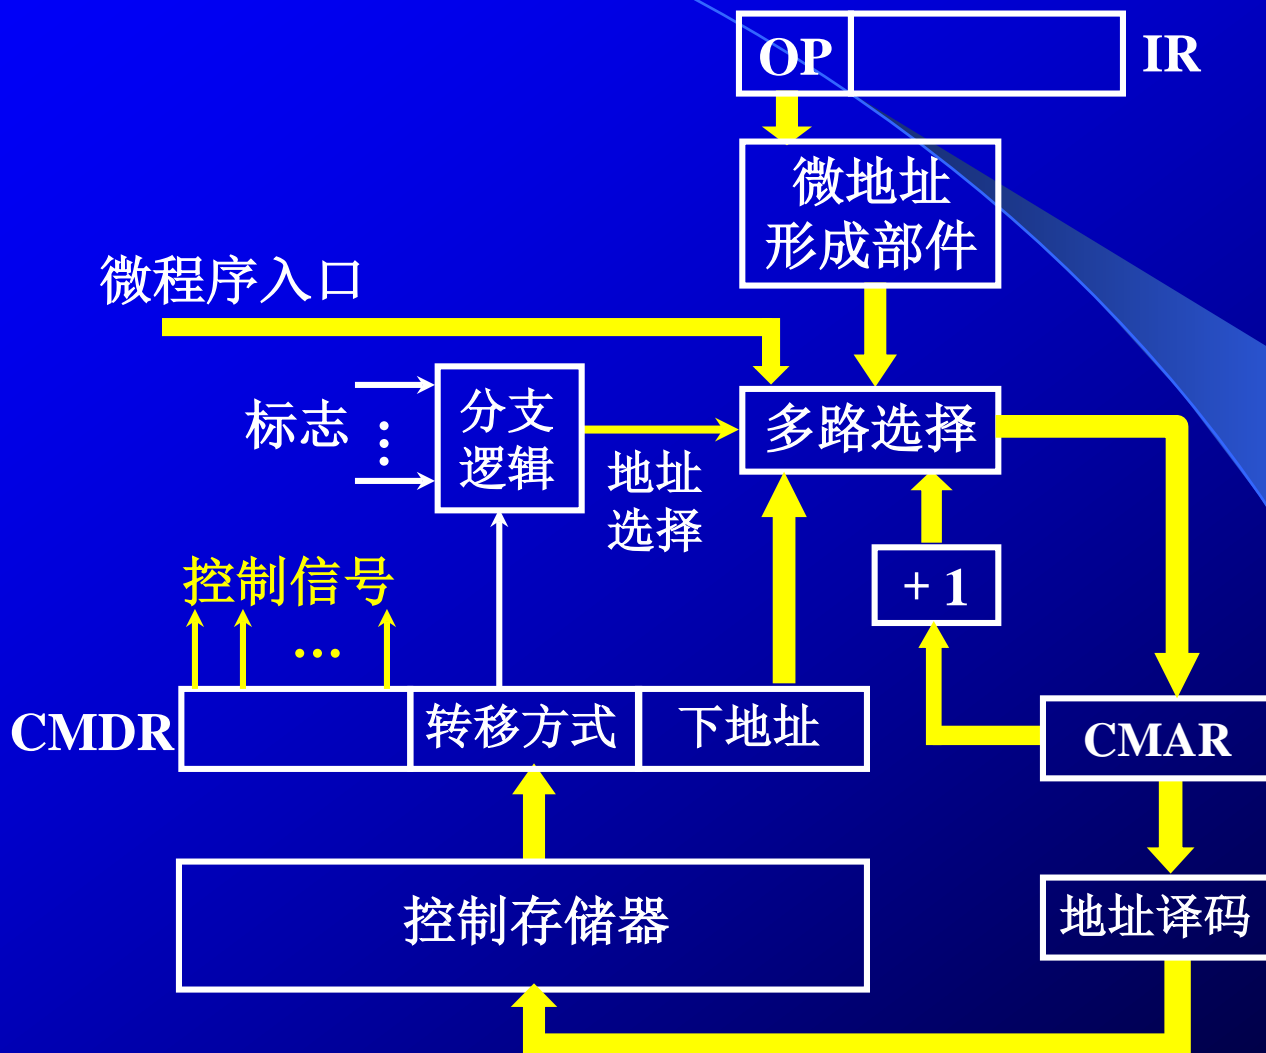 OP
IR
微地址
形成部件
微程序入口
标志
分支
逻辑
多路选择
地址
选择
控制信号
+ 1
…
CMDR
转移方式
下地址
CMAR
控制存储器
地址译码